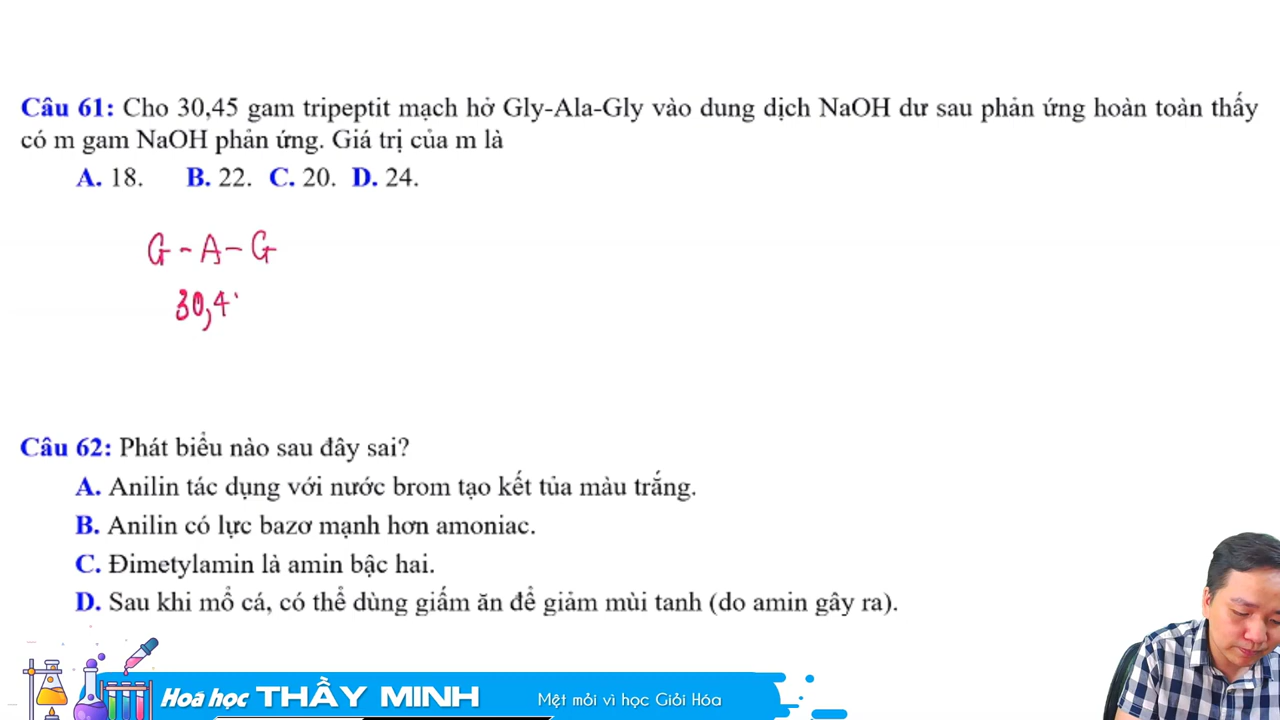 Câu 61: Cho 30,45 gam tripeptit mạch hở Gly-Ala-Gly vào dung dịch NaOH dư sau phản ứng hoàn toàn thấy
có m gam NaOH phản ứng. Giá trị của m là
A. 18. B. 22. C. 20. D. 24.
G - A - G
30,4
Câu 62: Phát biểu nào sau đây sai?
A. Anilin tác dụng với nước brom tạo kết tủa màu trắng.
B. Anilin có lực bazơ mạnh hơn amoniac.
C. Đimetylamin là amin bậc hai.
D. Sau khi mổ cá, có thể dùng giấm ăn để giảm mùi tanh (do amin gây ra).
Hoá học THẦY MINH Mệt mỏi vì học Giỏi Hóa